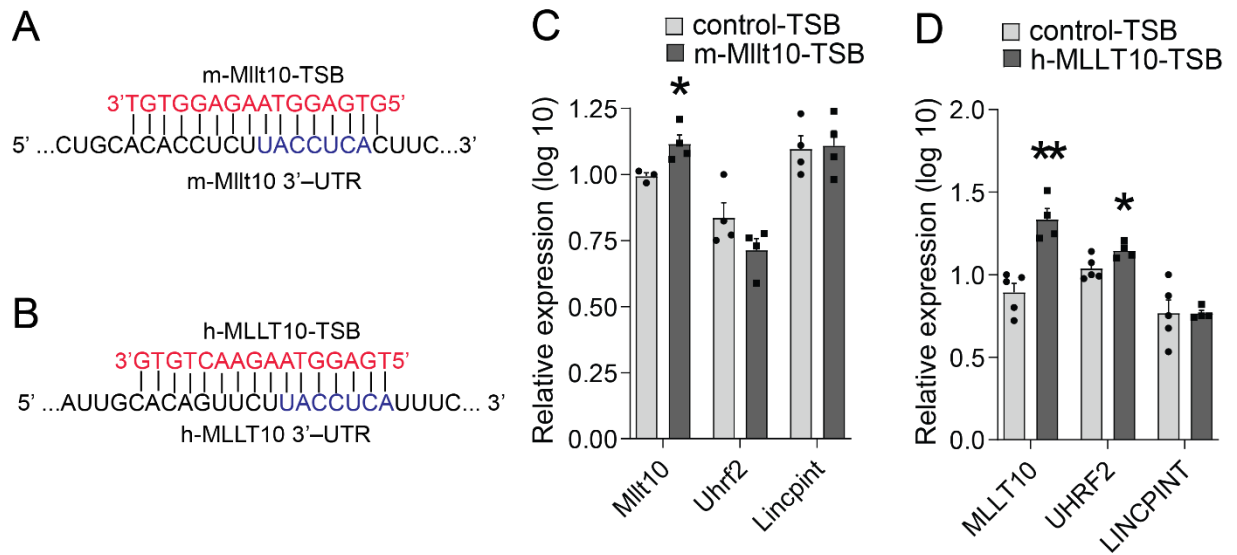 A
m-Mllt10-TSB
3'TGTGGAGAATGGAGTG5'
5' ...CUGCACACCUCUUACCUCACUUC...3'
m-Mllt10 3'–UTR
B
h-MLLT10-TSB
3'GTGTCAAGAATGGAGT5'
5' ...AUUGCACAGUUCUUACCUCAUUUC... 3'
h-MLLT10 3'–UTR
C
control-TSB
m-Mllt10-TSB
Relative expression (log 10)
1.25
1.00
0.75
0.50
0.25
0.00
*
Mllt10
Uhrf2
Lincpint
D
control-TSB
h-MLLT10-TSB
Relative expression (log 10)
2.0
1.5
1.0
0.5
0.0
**
*
MLLT10
UHRF2
LINCPINT